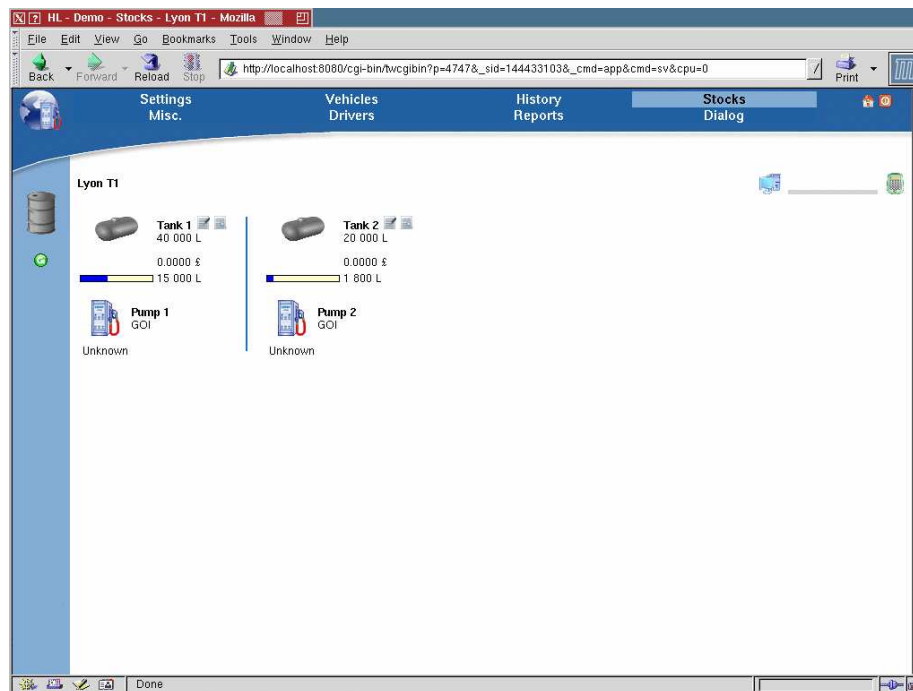 HL - Demo - Stocks - Lyon T1 - Mozilla
File Edit View Go Bookmarks Tools Window Help
Back Forward Reload Stop http://localhost:8080/cgi-bin/twcgibin?p=4747&_sid=144433103&_cmd=app&cmd=sv&cpu=0 Print
Settings Vehicles History Stocks
Misc. Drivers Reports Dialog
Lyon T1
Tank 1 Tank 2
40 000 L 20 000 L
0.0000 £ 0.0000 £
15 000 L 1 800 L
Pump 1 Pump 2
GOI GOI
Unknown Unknown
Done